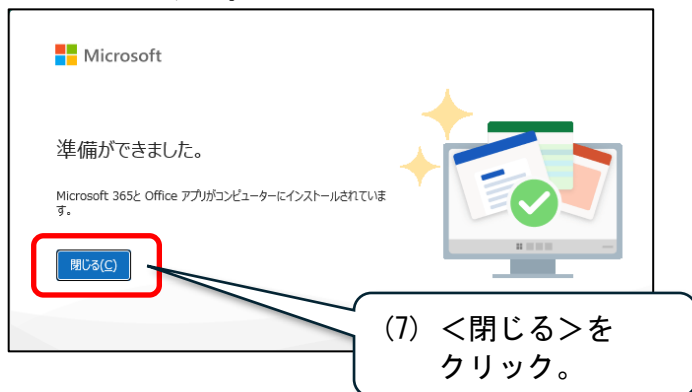 Microsoft
準備ができました。
Microsoft 365と Office アプリがコンピューターにインストールされていま
す。
閉じる(C)
(7) ＜閉じる＞を
クリック。